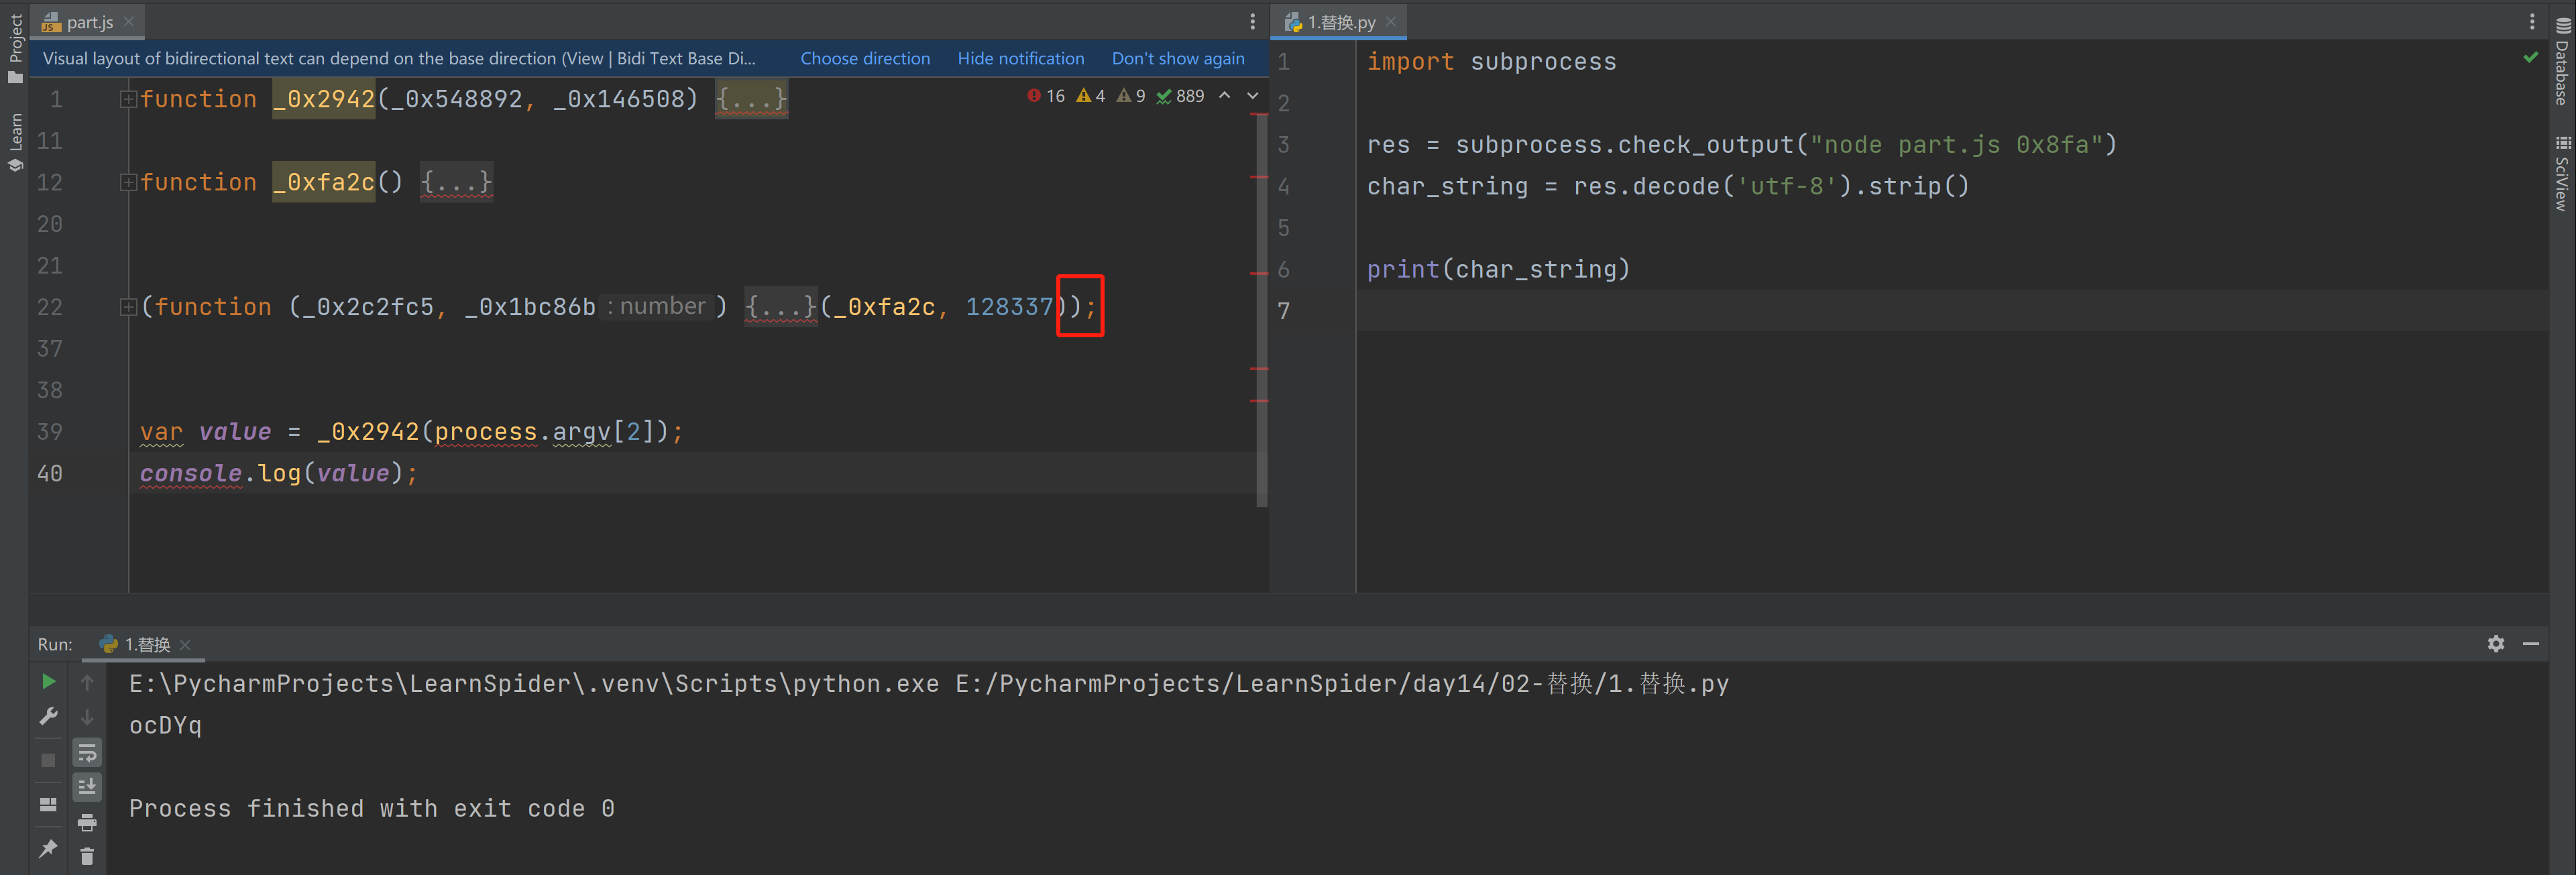 Project
Learn
part.js
Visual layout of bidirectional text can depend on the base direction (View | Bidi Text Base Di... Choose direction Hide notification Don't show again
16 4 9 889
1 function _0x2942(_0x548892, _0x146508) {...}
11
12 function _0xfa2c() {...}
20
21
22 (function (_0x2c2fc5, _0x1bc86b : number ) {...}(_0xfa2c, 128337));
37
38
39 var value = _0x2942(process.argv[2]);
40 console.log(value);
1.替换.py
1 import subprocess
2
3 res = subprocess.check_output("node part.js 0x8fa")
4 char_string = res.decode('utf-8').strip()
5
6 print(char_string)
7
Database
SciView
Run: 1.替换
E:\PycharmProjects\LearnSpider\.venv\Scripts\python.exe E:/PycharmProjects/LearnSpider/day14/02-替换/1.替换.py
ocDYq
Process finished with exit code 0